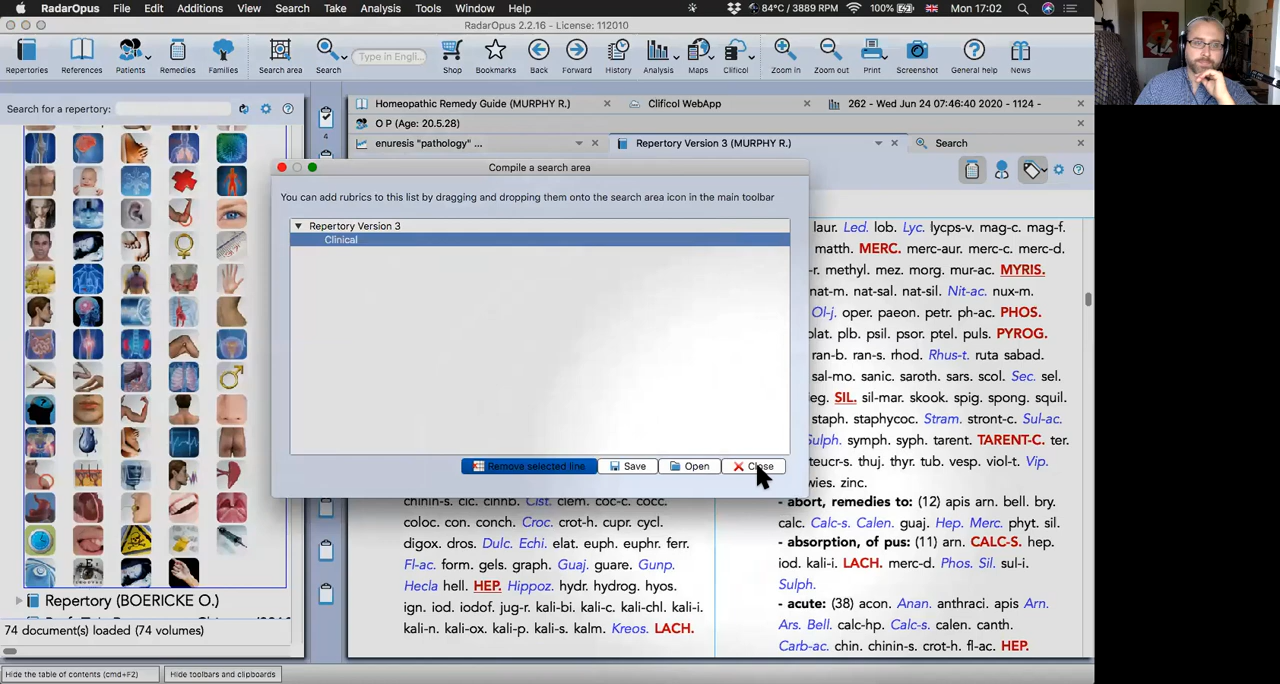 RadarOpus File Edit Additions View Search Take Analysis Tools Window Help 84°C / 3889 RPM 100% Mon 17:02
RadarOpus 2.2.16 - License: 112010
Type in Engl...
Repertories References Patients Remedies Families Search area Search Shop Bookmarks Back Forward History Analysis Maps Clificol Zoom in Zoom out Print Screenshot General help News
Search for a repertory:
Homeopathic Remedy Guide (MURPHY R.) Clificol WebApp 262 - Wed Jun 24 07:46:40 2020 - 1124 -
4
O P (Age: 20.5.28)
enuresis "pathology" ... Repertory Version 3 (MURPHY R.) Search
Compile a search area
You can add rubrics to this list by dragging and dropping them onto the search area icon in the main toolbar
Repertory Version 3
Clinical
Remove selected line Save Open Close
chinin-s. cic. cinnb. Cist. clem. coc-c. cocc.
coloc. con. conch. Croc. crot-h. cupr. cycl.
digox. dros. Dulc. Echi. elat. euph. euphr. ferr.
Fl-ac. form. gels. graph. Guaj. guare. Gunp.
Hecla hell. HEP. Hippoz. hydr. hydrog. hyos.
ign. iod. iodof. jug-r. kali-bi. kali-c. kali-chl. kali-i.
kali-n. kali-ox. kali-p. kali-s. kalm. Kreos. LACH.
laur. Led. lob. Lyc. lycps-v. mag-c. mag-f.
matth. MERC. merc-aur. merc-c. merc-d.
-r. methyl. mez. morg. mur-ac. MYRIS.
nat-m. nat-sal. nat-sil. Nit-ac. nux-m.
Ol-j. oper. paeon. petr. ph-ac. PHOS.
plat. plb. psil. psor. ptel. puls. PYROG.
ran-b. ran-s. rhod. Rhus-t. ruta sabad.
sal-mo. sanic. saroth. sars. scol. Sec. sel.
eg. SIL. sil-mar. skook. spig. spong. squil.
staph. staphycoc. Stram. stront-c. Sul-ac.
Sulph. symph. syph. tarent. TARENT-C. ter.
teucr-s. thuj. thyr. tub. vesp. viol-t. Vip.
wies. zinc.
- abort, remedies to: (12) apis arn. bell. bry.
calc. Calc-s. Calen. guaj. Hep. Merc. phyt. sil.
- absorption, of pus: (11) arn. CALC-S. hep.
iod. kali-i. LACH. merc-d. Phos. Sil. sul-i.
Sulph.
- acute: (38) acon. Anan. anthraci. apis Arn.
Ars. Bell. calc-hp. Calc-s. calen. canth.
Carb-ac. chin. chinin-s. crot-h. fl-ac. HEP.
Repertory (BOERICKE O.)
74 document(s) loaded (74 volumes)
Hide the table of contents (cmd+F2) Hide toolbars and clipboards